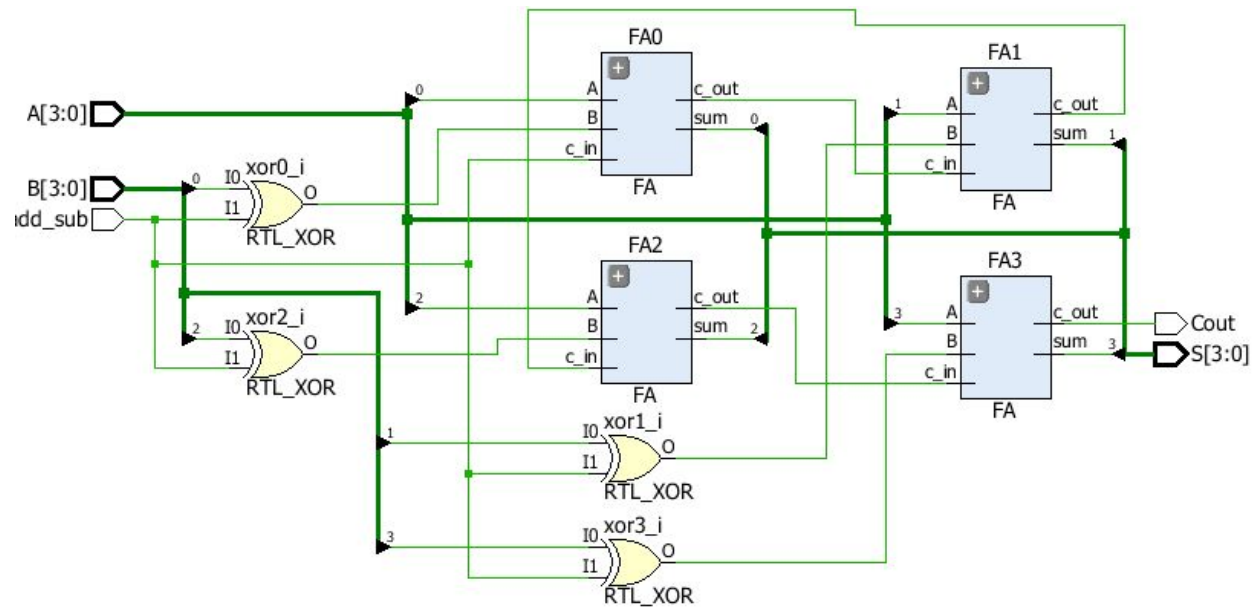 A[3:0]
B[3:0]
dd_sub
0
I0 xor0_i
I1 O
RTL_XOR
2
I0 xor2_i
I1 O
RTL_XOR
FA0
0
A c_out
B sum 0
c_in
FA
FA2
2
A c_out
B sum 2
c_in
FA
1
I0 xor1_i
I1 O
RTL_XOR
3
I0 xor3_i
I1 O
RTL_XOR
FA1
1
A c_out
B sum 1
c_in
FA
FA3
3
A c_out
B sum 3
c_in
FA
Cout
S[3:0]